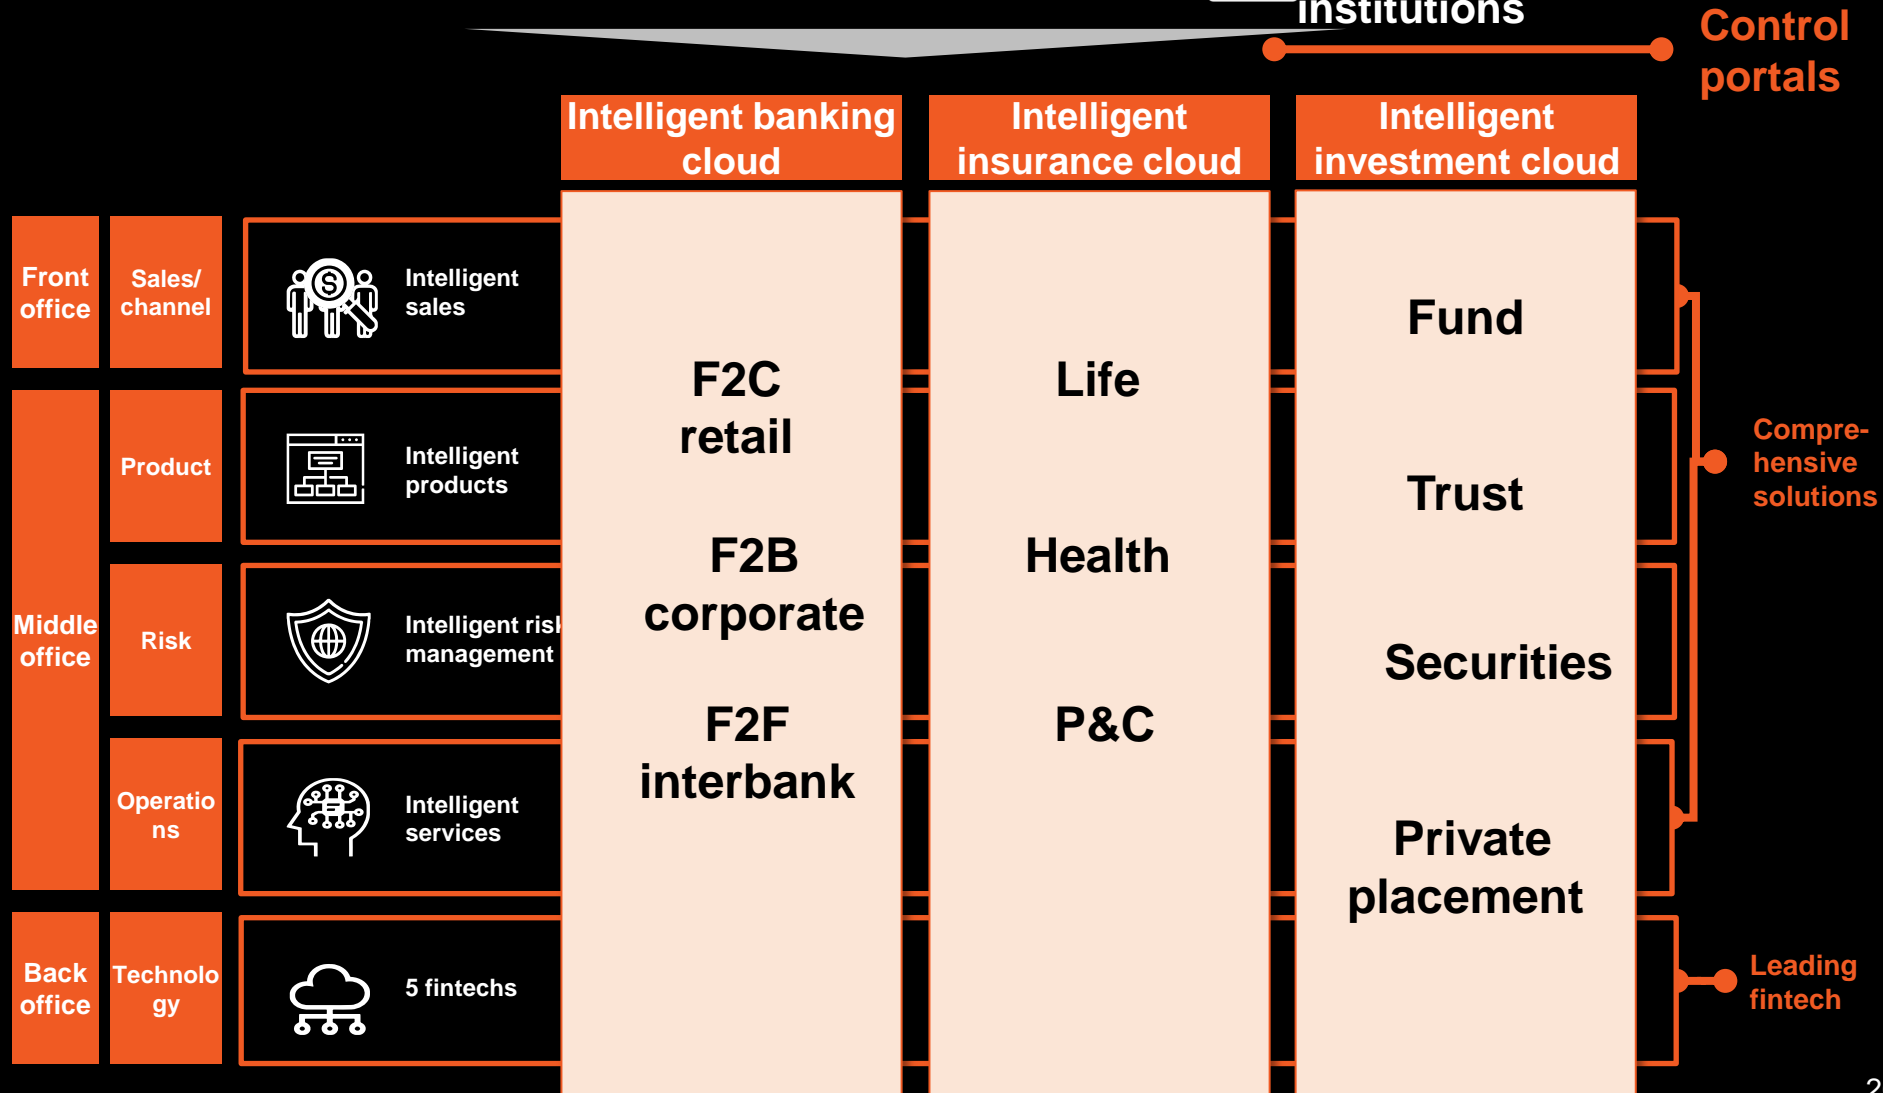 institutions
Control
portals
Intelligent banking
cloud
Intelligent
insurance cloud
Intelligent
investment cloud
Front
office
Sales/
channel
Intelligent
sales
Middle
office
Product
Intelligent
products
Risk
Intelligent risk
management
Operatio
ns
Intelligent
services
Back
office
Technolo
gy
5 fintechs
F2C
retail
F2B
corporate
F2F
interbank
Life
Health
P&C
Fund
Trust
Securities
Private
placement
Compre-
hensive
solutions
Leading
fintech
2